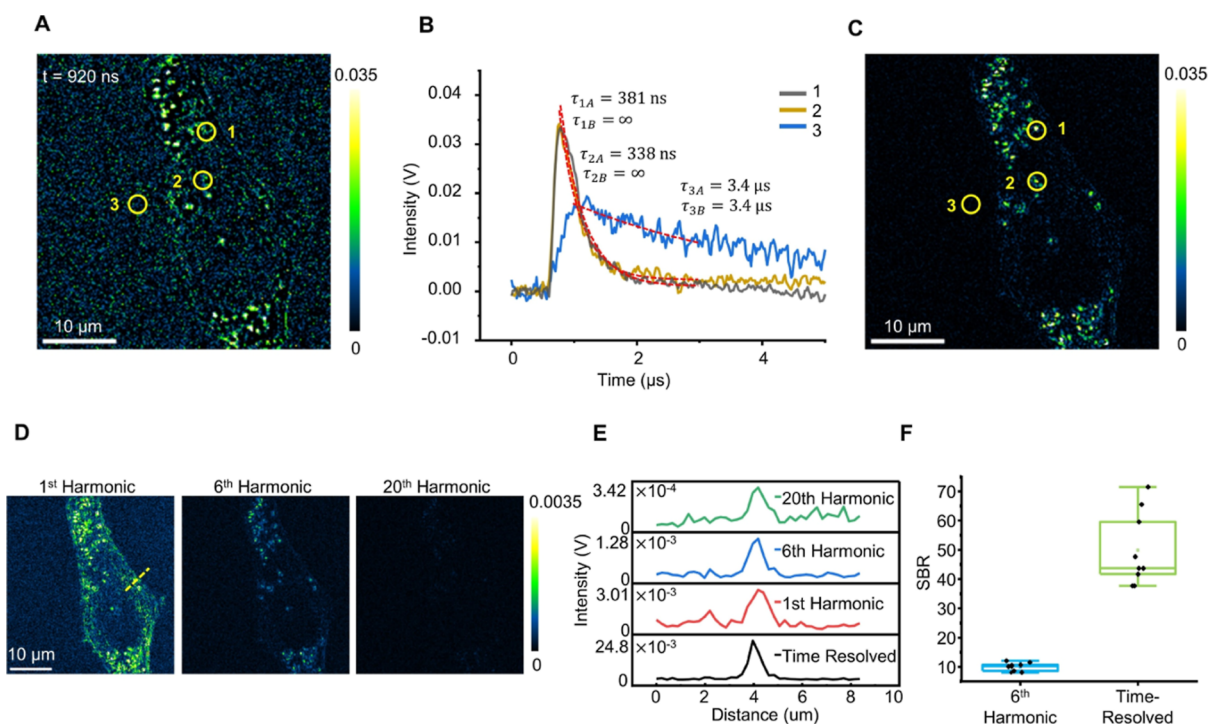 A
t = 920 ns
1
2
3
10 μm
0.035
0
B
Intensity (V)
0.04
0.03
0.02
0.01
0.00
-0.01
τ1A = 381 ns
τ1B = ∞
τ2A = 338 ns
τ2B = ∞
τ3A = 3.4 μs
τ3B = 3.4 μs
1
2
3
0
2
4
Time (μs)
C
1
2
3
10 μm
0.035
0
D
1st Harmonic
6th Harmonic
20th Harmonic
10 μm
0.0035
0
E
Intensity (V)
3.42
×10-4
20th Harmonic
0
1.28
×10-3
6th Harmonic
0
3.01
×10-3
1st Harmonic
0
24.8
×10-3
Time Resolved
0
0
2
4
6
8
10
Distance (um)
F
SBR
70
60
50
40
30
20
10
6th
Harmonic
Time-
Resolved